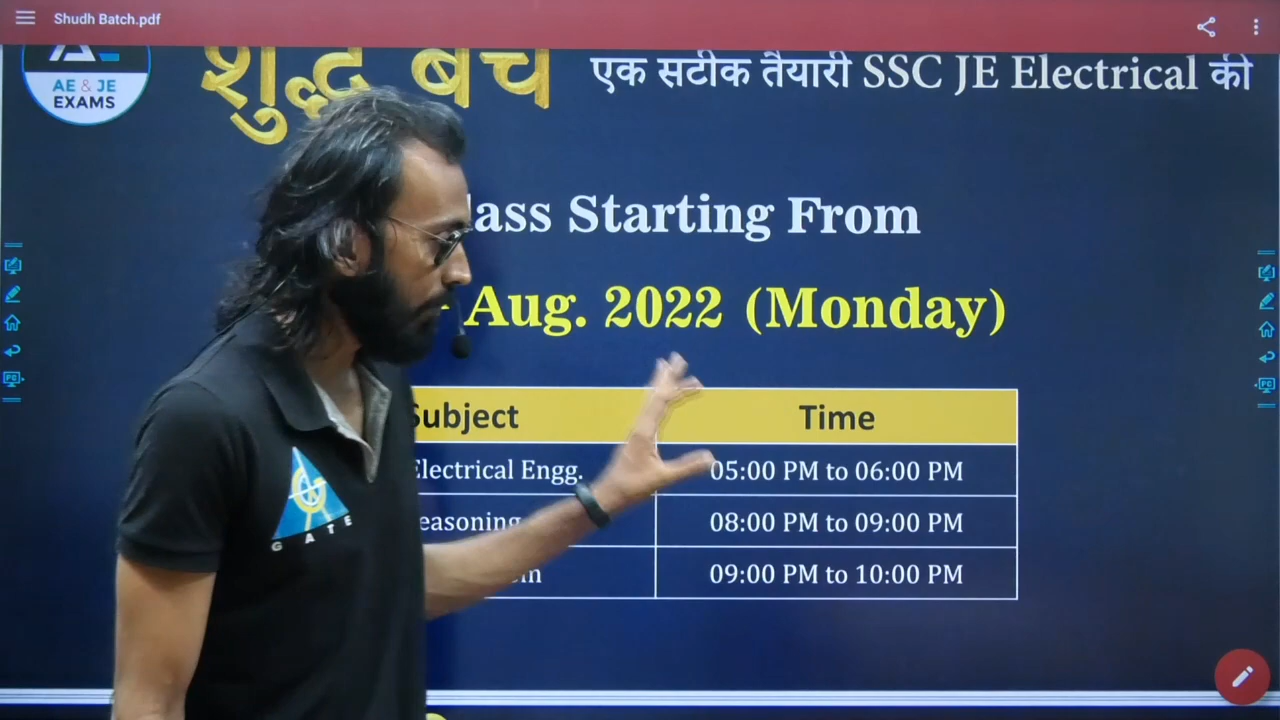 Shudh Batch.pdf
AE & JE
EXAMS
शुद्ध बैच
एक सटीक तैयारी SSC JE Electrical की
Class Starting From
Aug. 2022 (Monday)
Subject Time
Electrical Engg. 05:00 PM to 06:00 PM
Reasoning 08:00 PM to 09:00 PM
09:00 PM to 10:00 PM
GATE